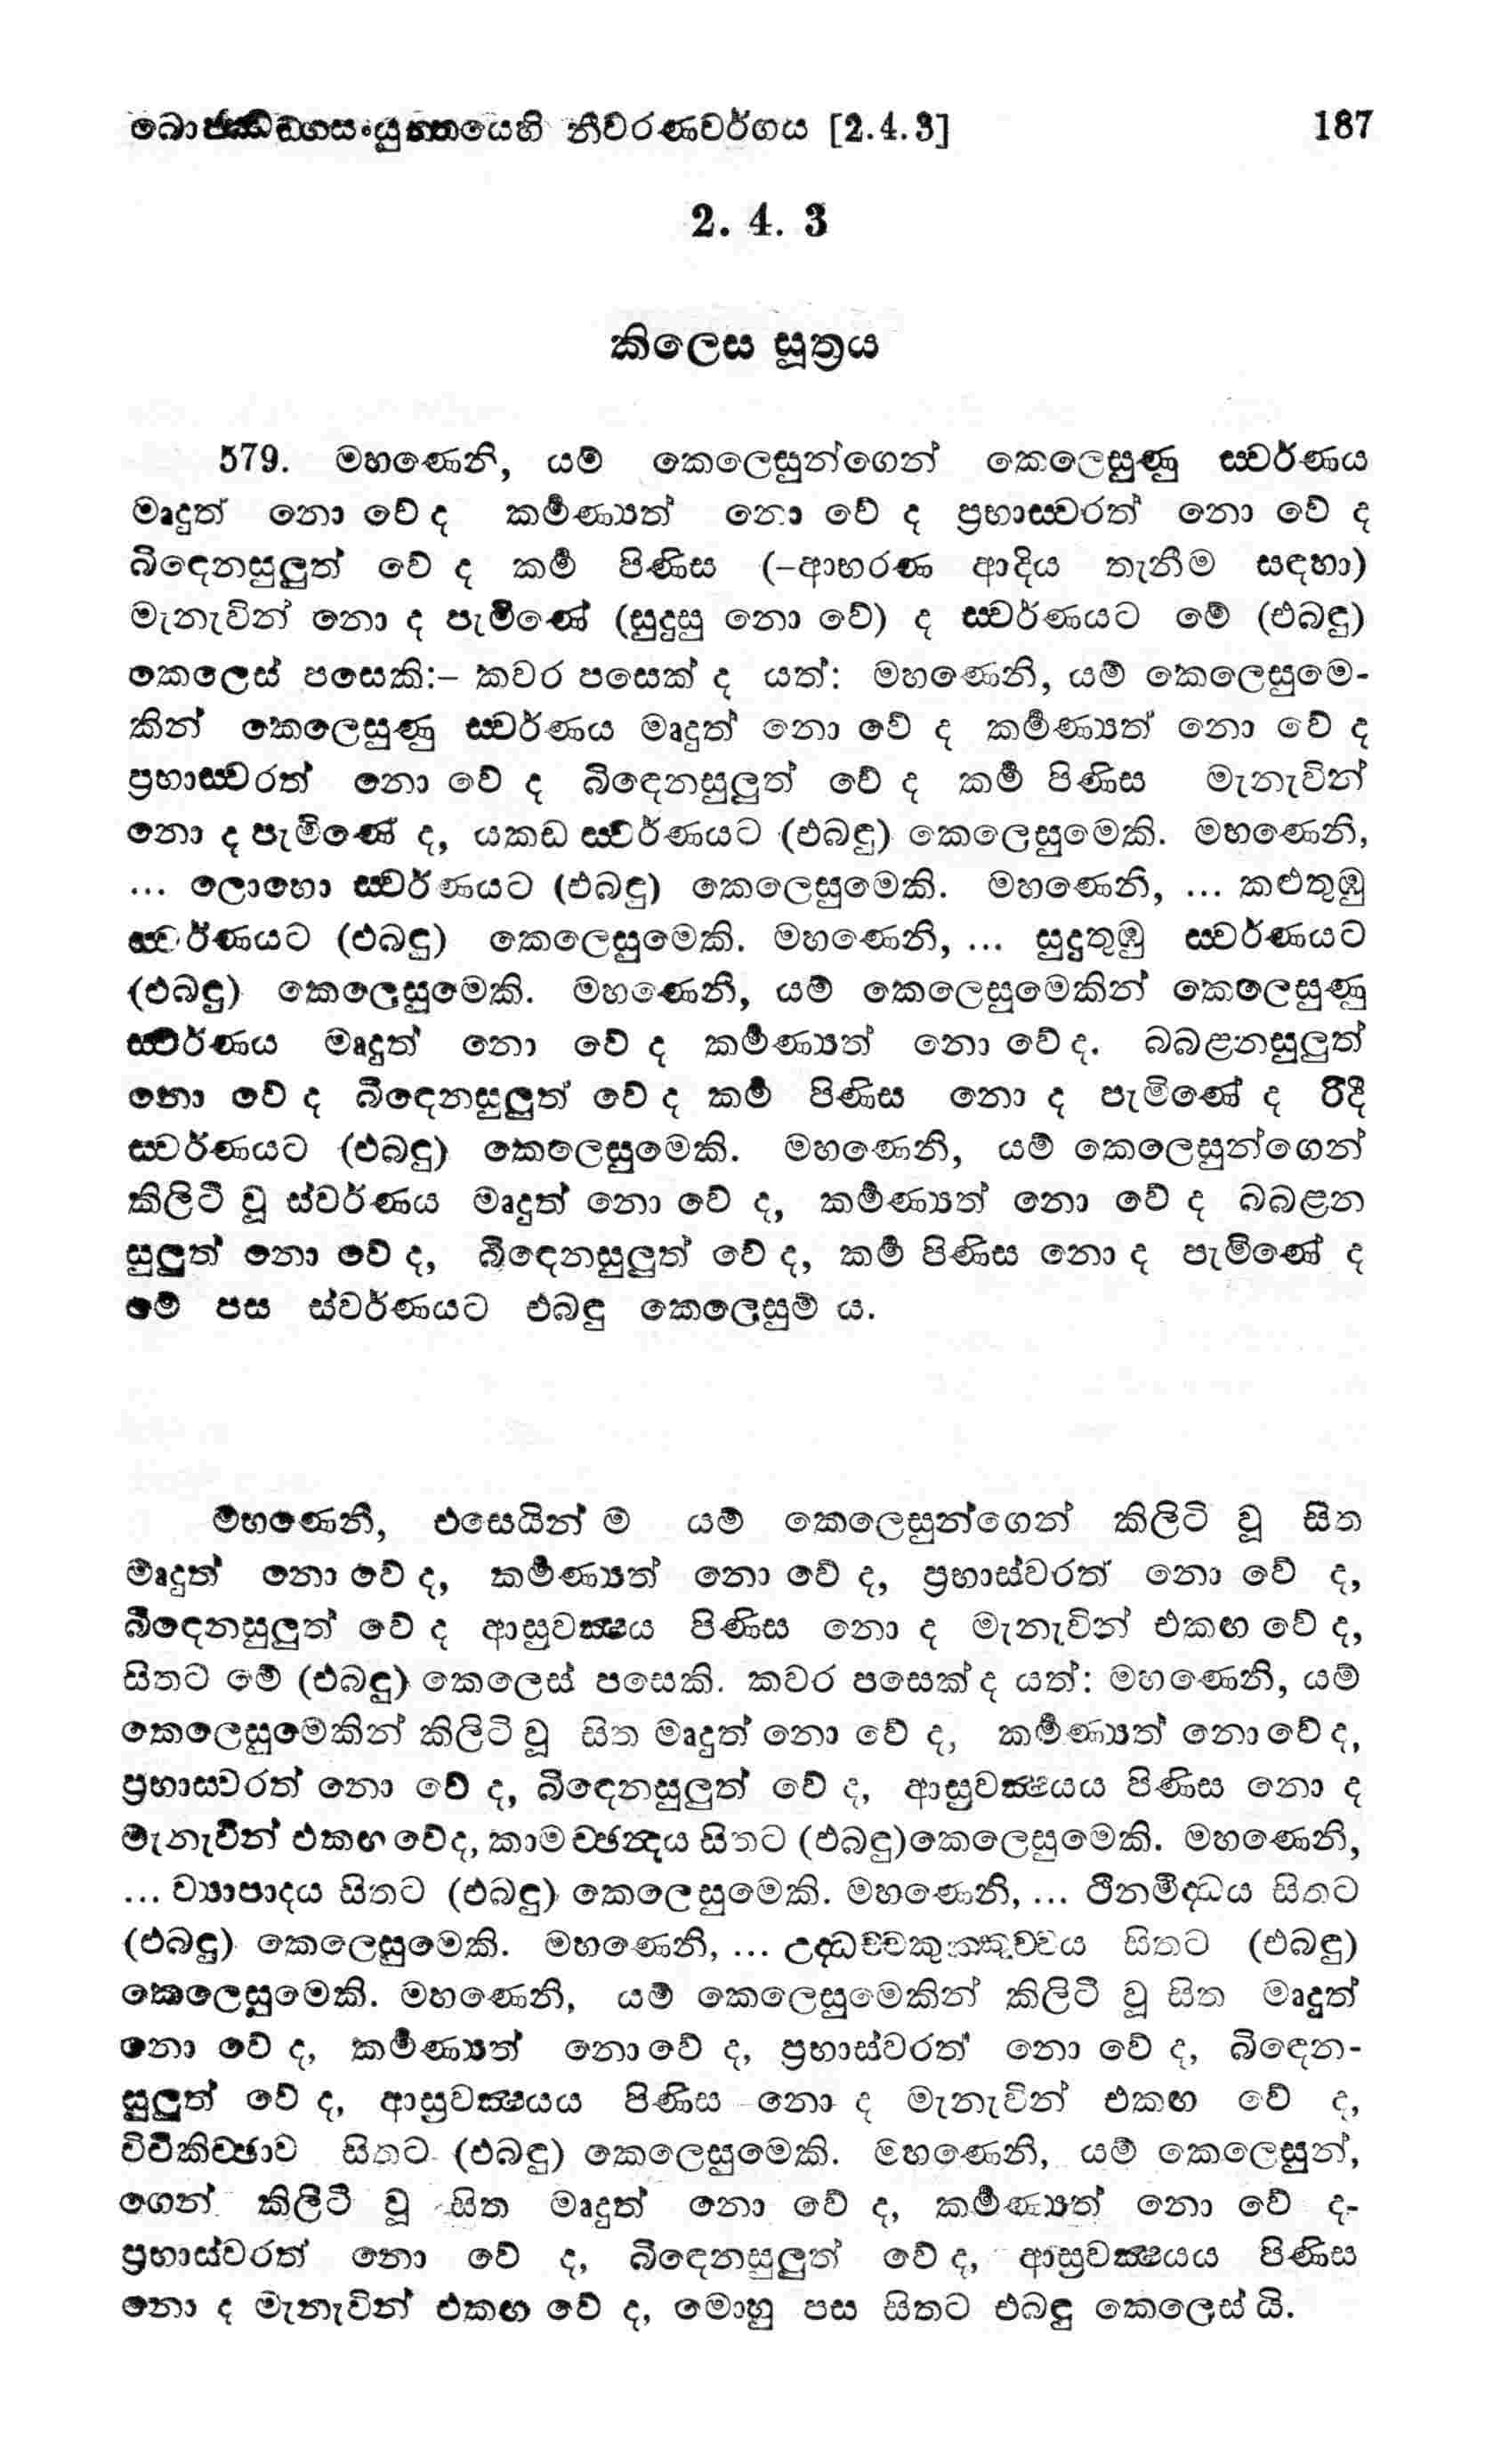 බොජ්ඣඞ්ගසංයුත්තයෙහි නීවරණවර්ගය [2.4.3] 187
2. 4. 3
කිලෙස සූත්‍රය
579. මහණෙනි, යම් කෙලෙසුන්ගෙන් කෙලෙසුණු ස්වර්ණය
මෘදුත් නො වේ ද කර්මණ්‍යත් නො වේ ද ප්‍රභාස්වරත් නො වේ ද
බිඳෙනසුලුත් වේ ද කර්ම පිණිස (–ආභරණ ආදිය තැනීම සඳහා)
මැනැවින් නො ද පැමිණේ (සුදුසු නො වේ) ද ස්වර්ණයට මේ (එබඳු)
කෙලෙස් පසෙකි:– කවර පසෙක් ද යත්: මහණෙනි, යම් කෙලෙසුමෙ-
කින් කෙලෙසුණු ස්වර්ණය මෘදුත් නො වේ ද කර්මණ්‍යත් නො වේ ද
ප්‍රභාස්වරත් නො වේ ද බිඳෙනසුලුත් වේ ද කර්ම පිණිස මැනැවින්
නො ද පැමිණේ ද, යකඩ ස්වර්ණයට (එබඳු) කෙලෙසුමෙකි. මහණෙනි,
... ලොහො ස්වර්ණයට (එබඳු) කෙලෙසුමෙකි. මහණෙනි, ... කළුතුඹු
ස්වර්ණයට (එබඳු) කෙලෙසුමෙකි. මහණෙනි, ... සුදුතුඹු ස්වර්ණයට
(එබඳු) කෙලෙසුමෙකි. මහණෙනි, යම් කෙලෙසුමෙකින් කෙලෙසුණු
ස්වර්ණය මෘදුත් නො වේ ද කර්මණ්‍යත් නො වේ ද. බබළනසුලුත්
නො වේ ද බිඳෙනසුලුත් වේ ද කර්ම පිණිස නො ද පැමිණේ ද රිදී
ස්වර්ණයට (එබඳු) කෙලෙසුමෙකි. මහණෙනි, යම් කෙලෙසුන්ගෙන්
කිලිටි වූ ස්වර්ණය මෘදුත් නො වේ ද, කර්මණ්‍යත් නො වේ ද බබළන
සුලුත් නො වේ ද, බිඳෙනසුලුත් වේ ද, කර්ම පිණිස නො ද පැමිණේ ද
මේ පස ස්වර්ණයට එබඳු කෙලෙසුම් ය.
මහණෙනි, එසෙයින් ම යම් කෙලෙසුන්ගෙන් කිලිටි වූ සිත
මෘදුත් නො වේ ද, කර්මණ්‍යත් නො වේ ද, ප්‍රභාස්වරත් නො වේ ද,
බිඳෙනසුලුත් වේ ද ආස්‍රවක්‍ෂය පිණිස නො ද මැනැවින් එකඟ වේ ද,
සිතට මේ (එබඳු) කෙලෙස් පසෙකි. කවර පසෙක් ද යත්: මහණෙනි, යම්
කෙලෙසුමෙකින් කිලිටි වූ සිත මෘදුත් නො වේ ද, කර්මණ්‍යත් නො වේ ද,
ප්‍රභාසවරත් නො වේ ද, බිඳෙනසුලුත් වේ ද, ආස්‍රවක්‍ෂයය පිණිස නො ද
මැනැවින් එකඟ වේද, කාමච්ඡන්දය සිතට (එබඳු)කෙලෙසුමෙකි. මහණෙනි,
... ව්‍යාපාදය සිතට (එබඳු) කෙලෙසුමෙකි. මහණෙනි, ... ථිනමිද්ධය සිතට
(එබඳු) කෙලෙසුමෙකි. මහණෙනි, ... උද්ධච්චකුක්කුච්චය සිතට (එබඳු)
කෙලෙසුමෙකි. මහණෙනි, යම් කෙලෙසුමෙකින් කිලිටි වූ සිත මෘදුත්
නො වේ ද, කර්මණ්‍යත් නො වේ ද, ප්‍රභාස්වරත් නො වේ ද, බිඳෙන-
සුලුත් වේ ද, ආස්‍රවක්‍ෂයය පිණිස නො ද මැනැවින් එකඟ වේ ද,
විචිකිච්ඡාව සිතට (එබඳු) කෙලෙසුමෙකි. මහණෙනි, යම් කෙලෙසුන්,
ගෙන් කිලිටි වූ සිත මෘදුත් නො වේ ද, කර්මණ්‍යත් නො වේ ද-
ප්‍රභාස්වරත් නො වේ ද, බිඳෙනසුලුත් වේ ද, ආස්‍රවක්‍ෂයය පිණිස
නො ද මැනැවින් එකඟ වේ ද, මොහු පස සිතට එබඳු කෙලෙස් යි.